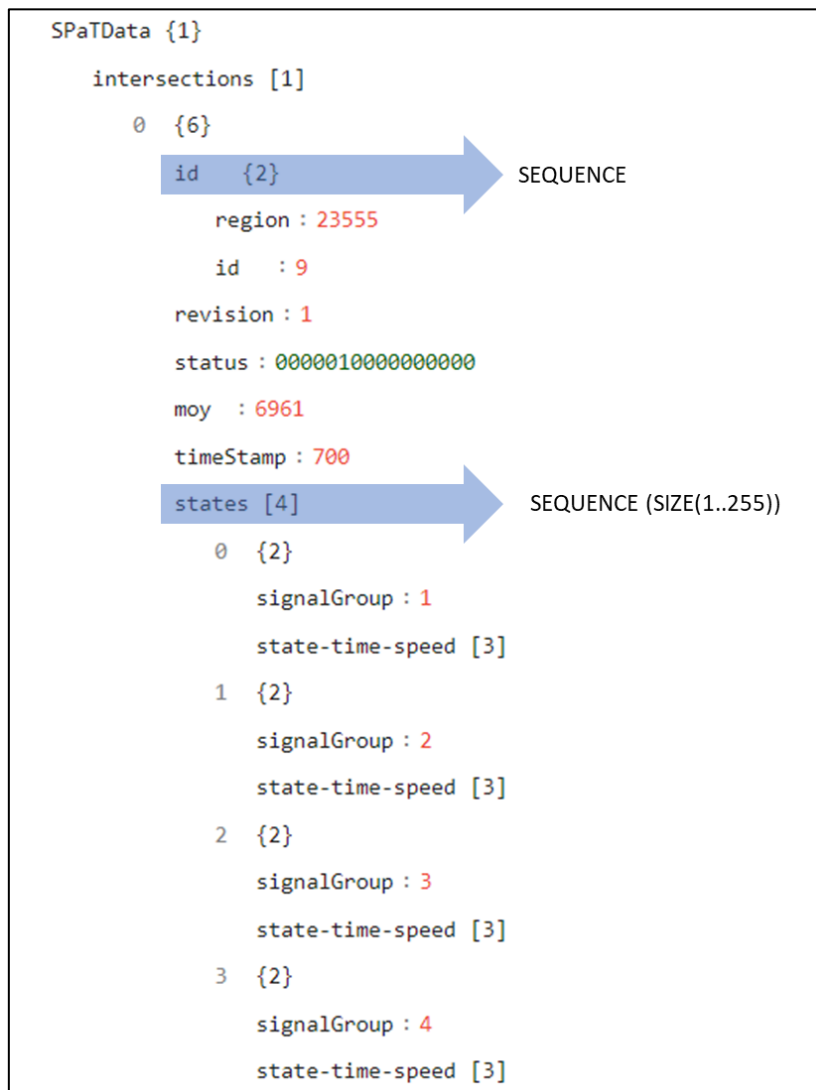 SPaTData {1}
intersections [1]
0 {6}
id {2} SEQUENCE
region : 23555
id : 9
revision : 1
status : 0000010000000000
moy : 6961
timeStamp : 700
states [4] SEQUENCE (SIZE(1..255))
0 {2}
signalGroup : 1
state-time-speed [3]
1 {2}
signalGroup : 2
state-time-speed [3]
2 {2}
signalGroup : 3
state-time-speed [3]
3 {2}
signalGroup : 4
state-time-speed [3]